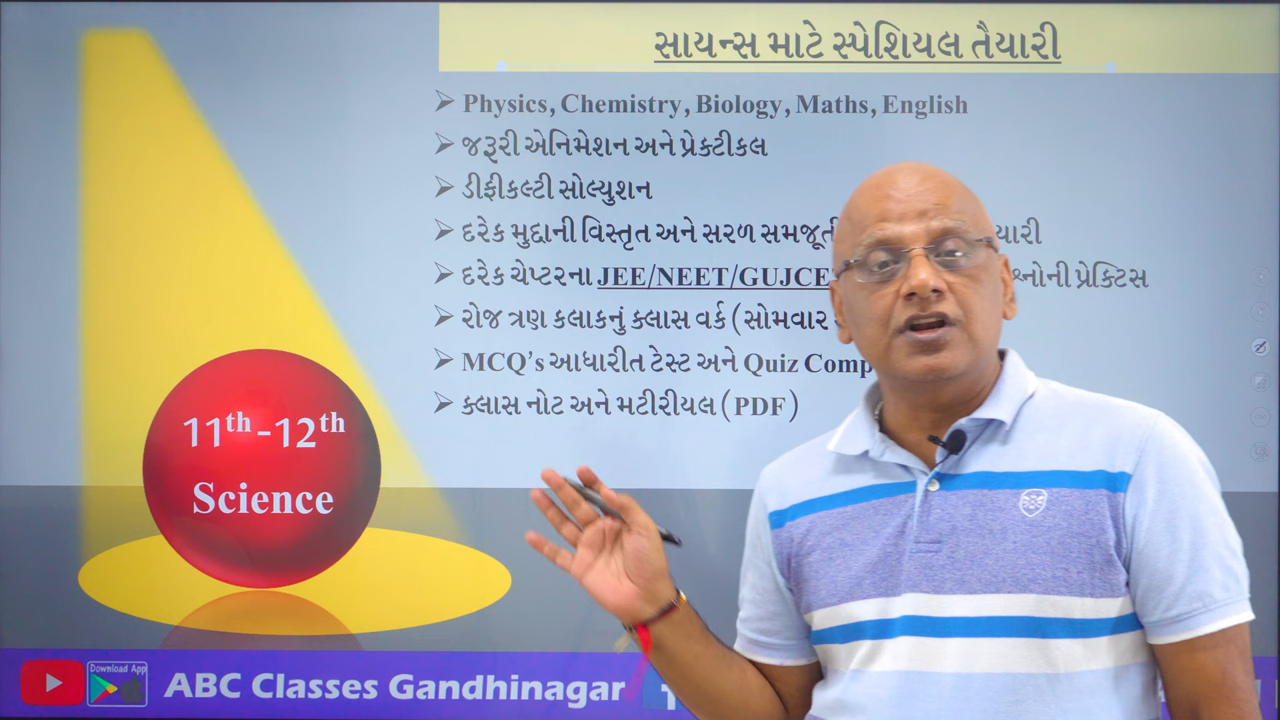 સાયન્સ માટે સ્પેશિયલ તૈયારી
➢ Physics, Chemistry, Biology, Maths, English
➢ જરૂરી એનિમેશન અને પ્રેક્ટીકલ
➢ ડીફીકલ્ટી સોલ્યુશન
➢ દરેક મુદ્દાની વિસ્તૃત અને સરળ સમજૂતી
➢ દરેક ચેપ્ટરના JEE/NEET/GUJCE પ્રેક્ટિસ
➢ રોજ ત્રણ કલાકનું ક્લાસ વર્ક (સોમવાર
➢ MCQ's આધારીત ટેસ્ટ અને Quiz Comp
➢ ક્લાસ નોટ અને મટીરીયલ (PDF)
11th-12th
Science
Download App
ABC Classes Gandhinagar